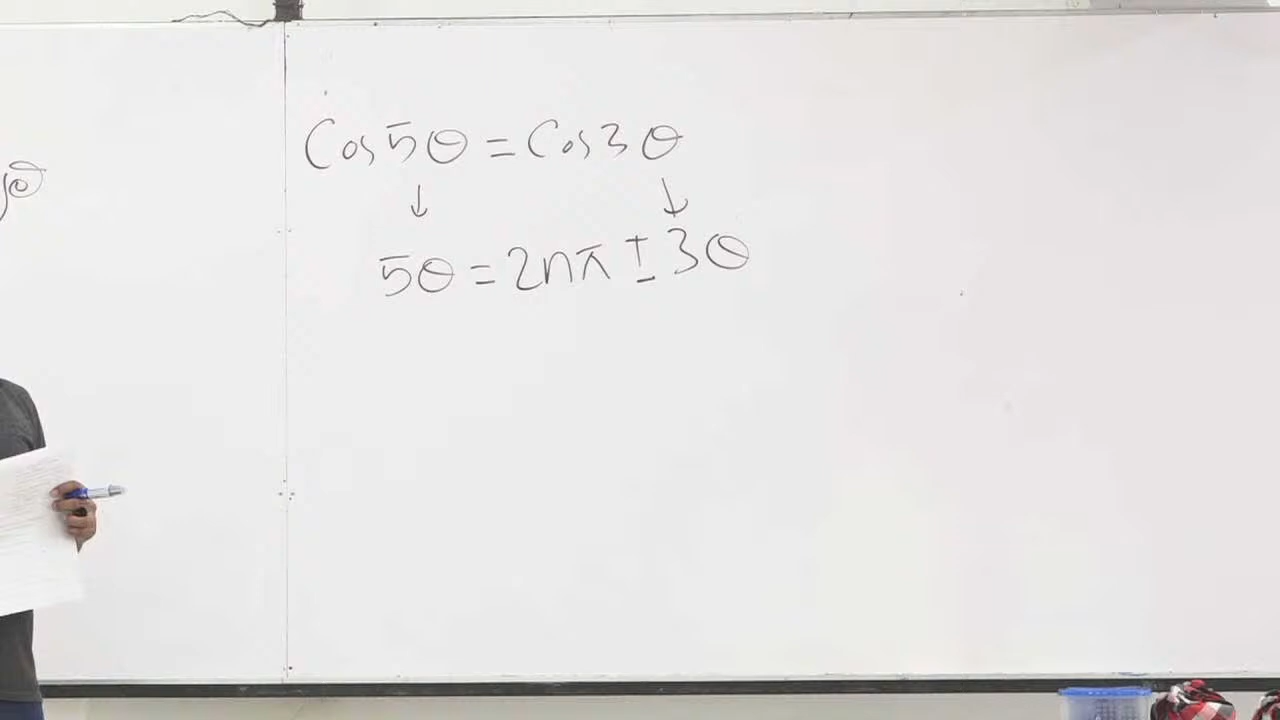 Cos5θ = Cos3θ
↓ ↓
5θ = 2nπ ± 3θ